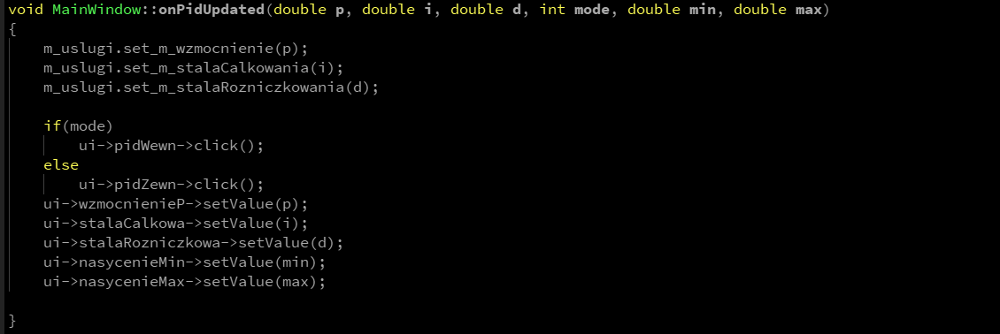 void MainWindow::onPidUpdated(double p, double i, double d, int mode, double min, double max)
{
    m_uslugi.set_m_wzmocnienie(p);
    m_uslugi.set_m_stalaCalkowania(i);
    m_uslugi.set_m_stalaRozniczkowania(d);

    if(mode)
        ui->pidWewn->click();
    else
        ui->pidZewn->click();
    ui->wzmocnienieP->setValue(p);
    ui->stalaCalkowa->setValue(i);
    ui->stalaRozniczkowa->setValue(d);
    ui->nasycenieMin->setValue(min);
    ui->nasycenieMax->setValue(max);

}